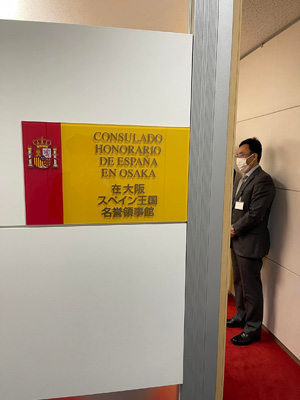 CONSULADO
HONORARIO
DE ESPAÑA
EN OSAKA
在大阪
スペイン王国
名誉領事館